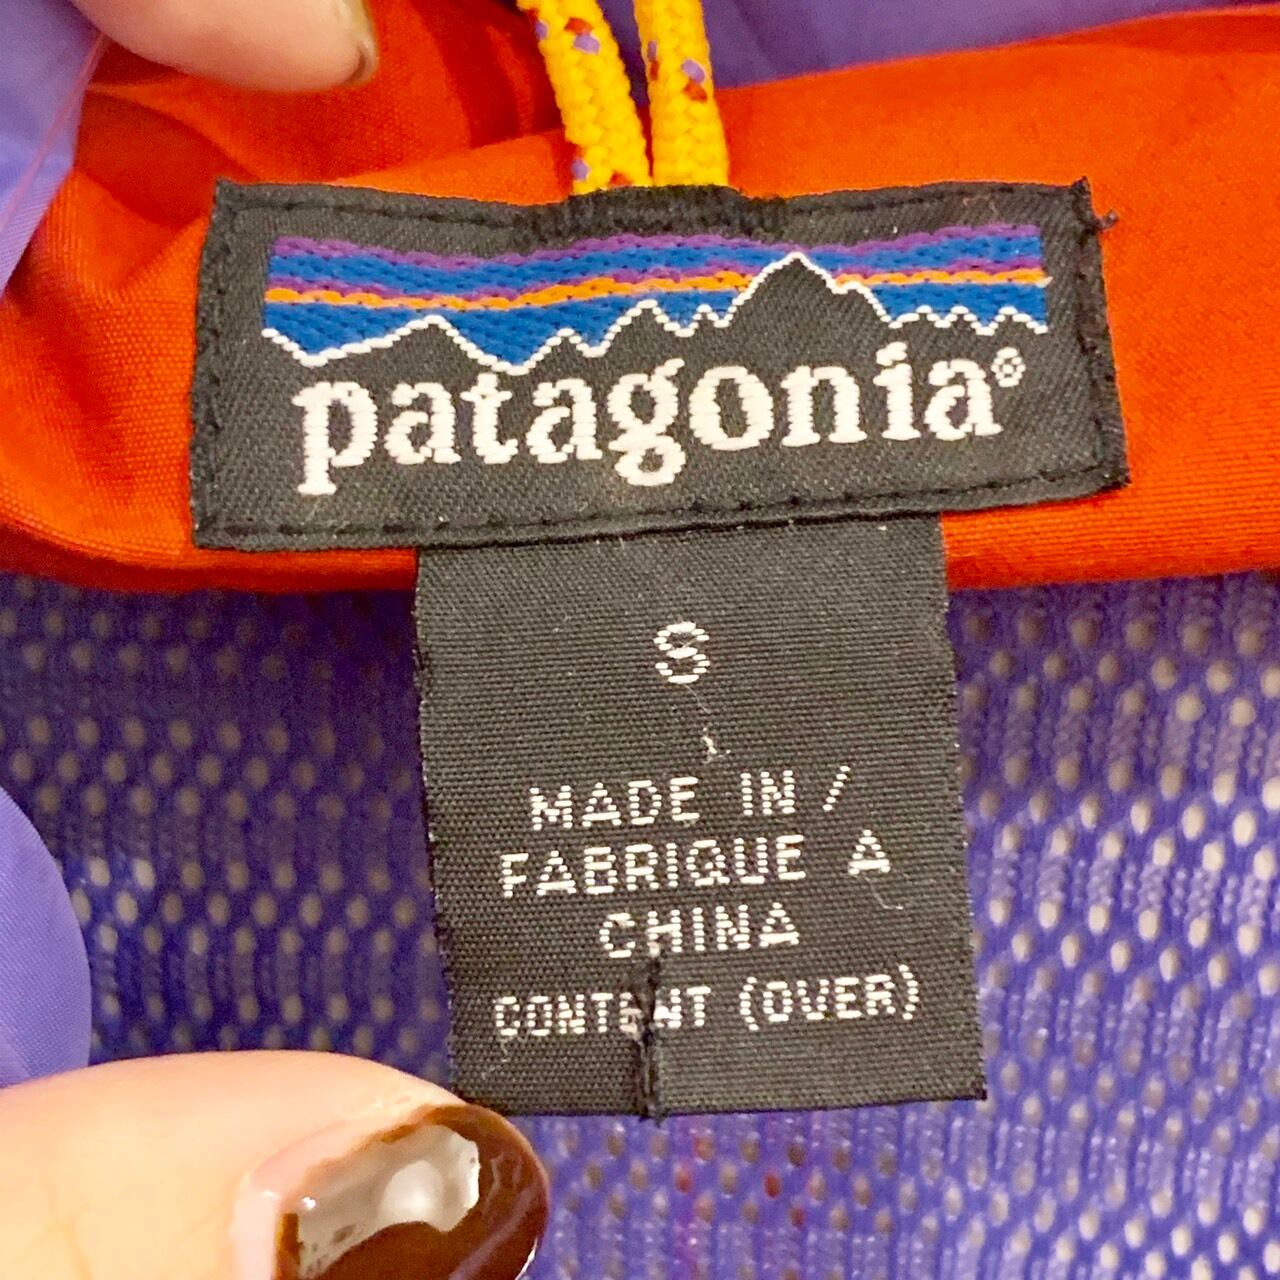 patagonia®
S
MADE IN /
FABRIQUE A
CHINA
CONTENT (OVER)